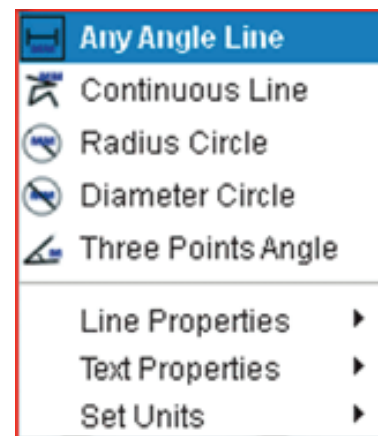 Any Angle Line
Continuous Line
Radius Circle
Diameter Circle
Three Points Angle
Line Properties
Text Properties
Set Units